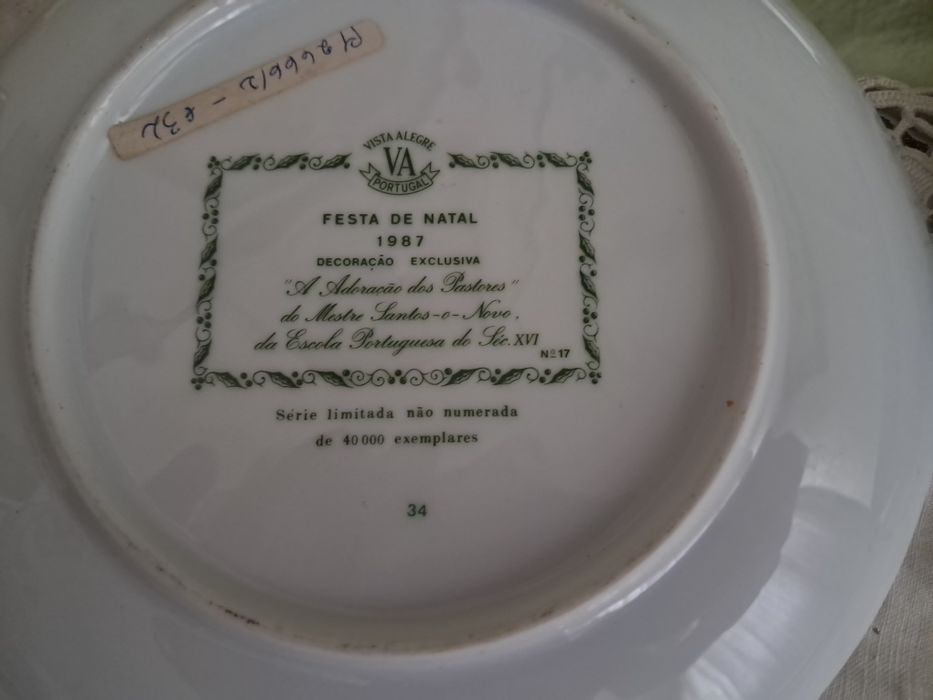 VISTA ALEGRE
VA
PORTUGAL
FESTA DE NATAL
1987
DECORAÇÃO EXCLUSIVA
"A Adoração dos Pastores"
do Mestre Santos-o-Novo,
da Escola Portuguesa do Séc. XVI
Nº 17
Série limitada não numerada
de 40 000 exemplares
34